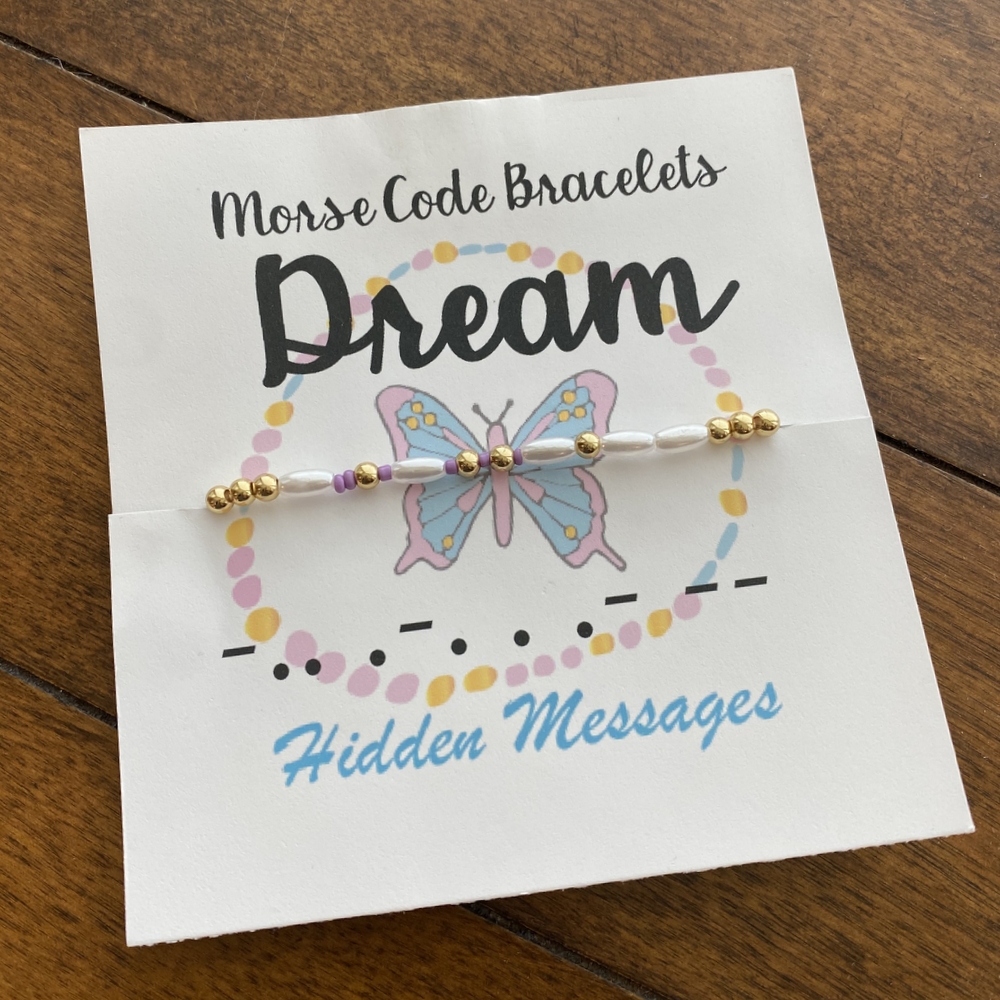 Morse Code Bracelets
Dream
- . . . - . . . . - - -
Hidden Messages